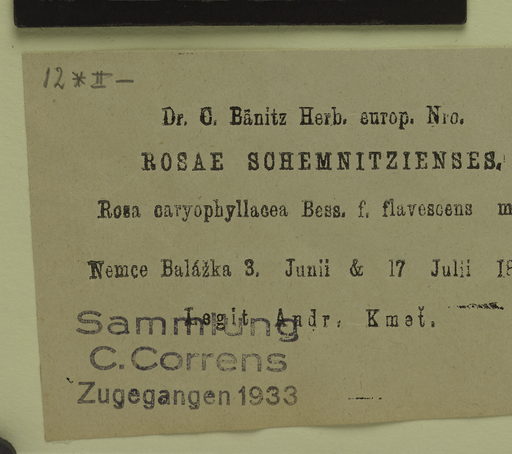 12 * II —
Dr. C. Bänitz Herb. europ. Nro.
ROSAE SCHEMNITZIENSES.
Rosa caryophyllacea Bess. f. flavescens m
Nemce Balážka 3. Junii & 17 Julii 18
Legit Andr. Kmeť.
Sammlung
C. Correns
Zugegangen 1933